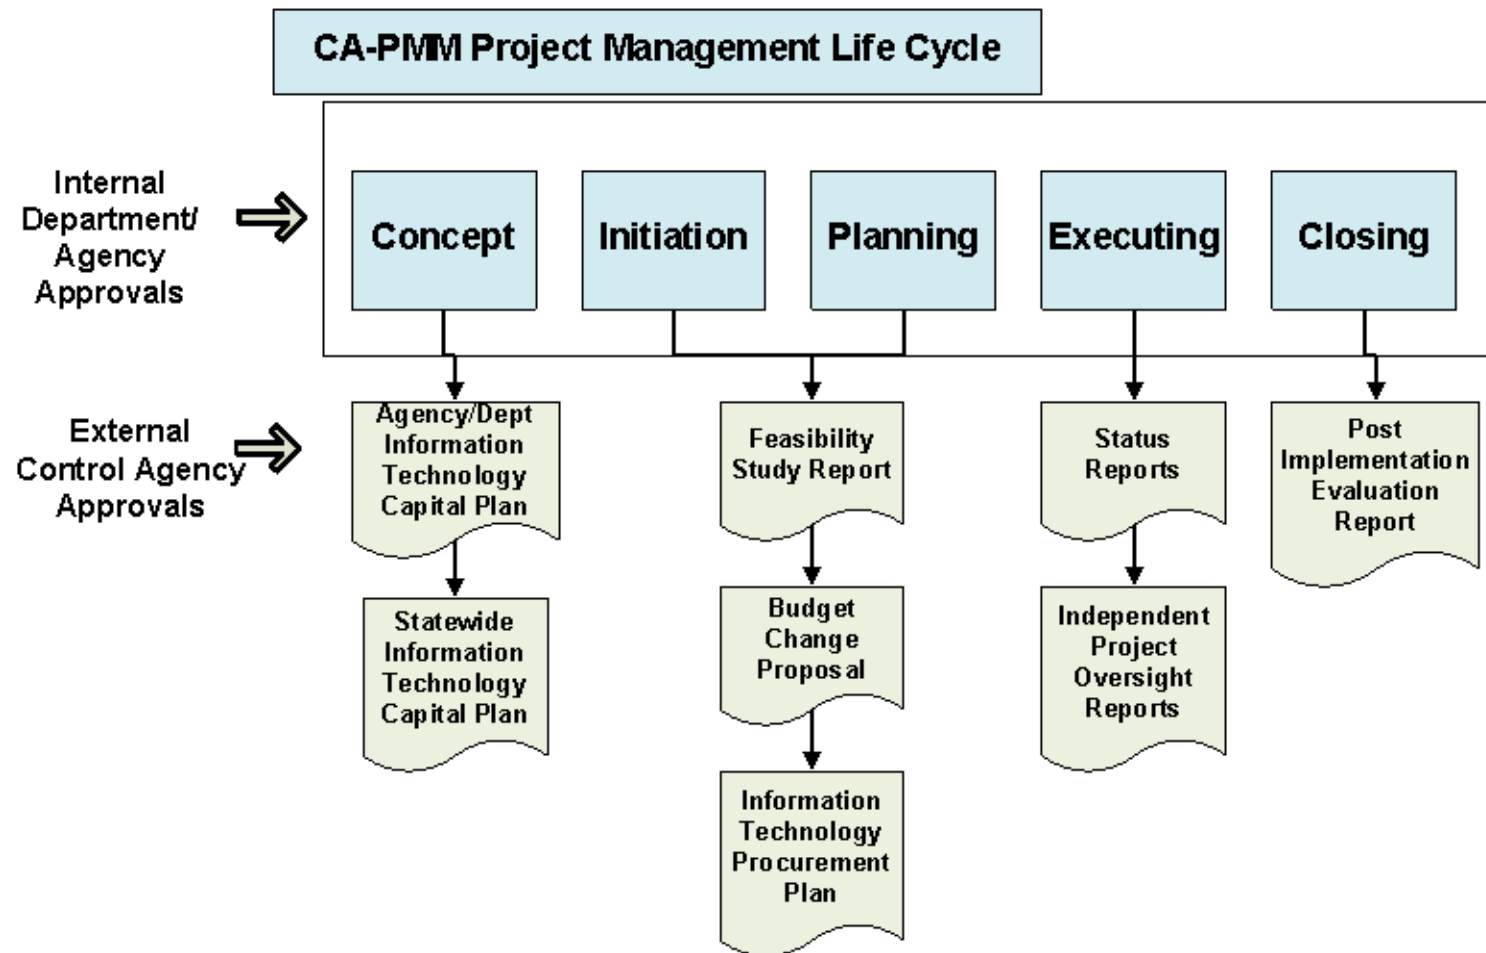 CA-PMM Project Management Life Cycle
Internal
Department/
Agency
Approvals
Concept
Initiation
Planning
Executing
Closing
External
Control Agency
Approvals
Agency/Dept
Information
Technology
Capital Plan
Feasibility
Study Report
Status
Reports
Post
Implementation
Evaluation
Report
Statewide
Information
Technology
Capital Plan
Budget
Change
Proposal
Independent
Project
Oversight
Reports
Information
Technology
Procurement
Plan